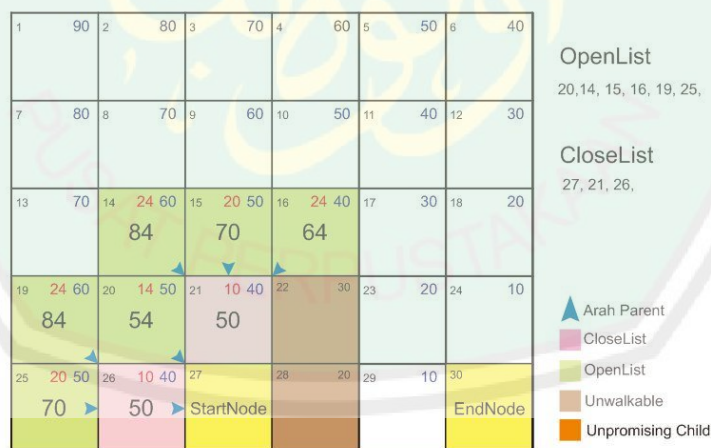 1 90 2 80 3 70 4 60 5 50 6 40
7 80 8 70 9 60 10 50 11 40 12 30
13 70 14 24 60 15 20 50 16 24 40 17 30 18 20
84 70 64
19 24 60 20 14 50 21 10 40 22 30 23 20 24 10
84 54 50
25 20 50 26 10 40 27 28 20 29 10 30
70 50 StartNode EndNode
OpenList
20,14, 15, 16, 19, 25,
CloseList
27, 21, 26,
Arah Parent
CloseList
OpenList
Unwalkable
Unpromising Child
PUSAT PERPUSTAKAAN